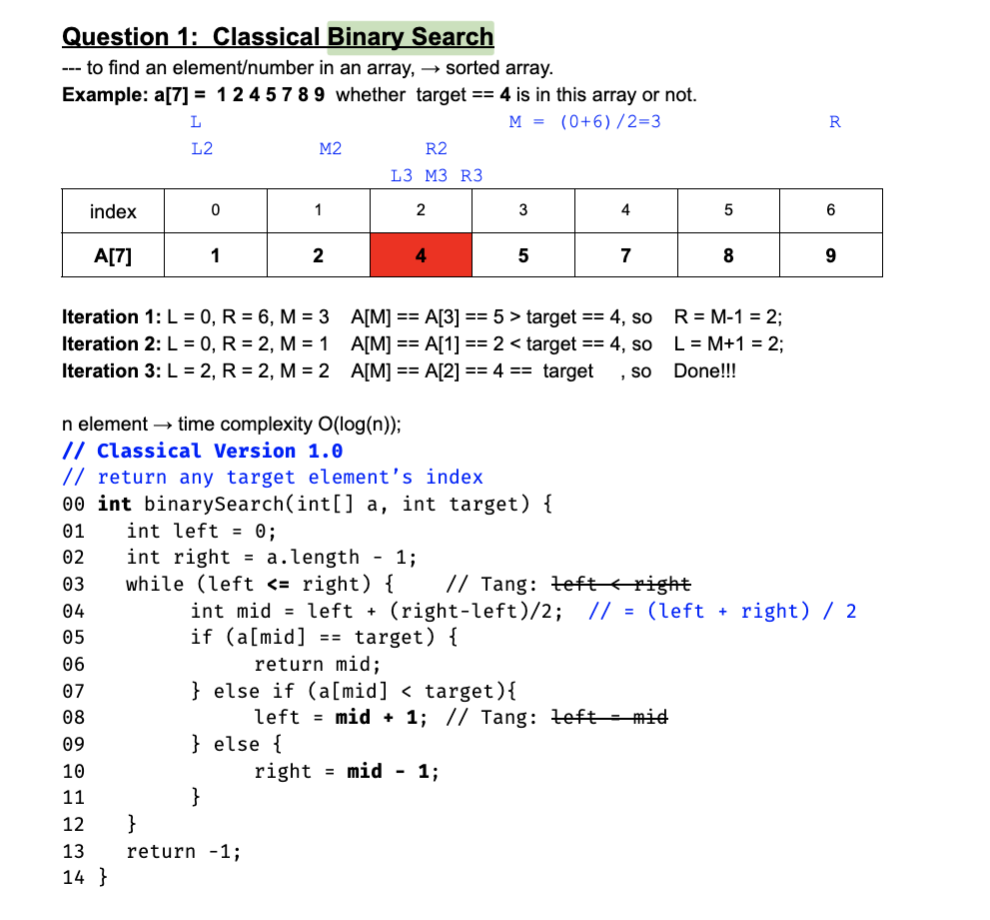 Question 1: Classical Binary Search
--- to find an element/number in an array, → sorted array.
Example: a[7] = 1 2 4 5 7 8 9 whether target == 4 is in this array or not.
L M = (0+6)/2=3 R
L2 M2 R2
L3 M3 R3
index 0 1 2 3 4 5 6
A[7] 1 2 4 5 7 8 9
Iteration 1: L = 0, R = 6, M = 3 A[M] == A[3] == 5 > target == 4, so R = M-1 = 2;
Iteration 2: L = 0, R = 2, M = 1 A[M] == A[1] == 2 < target == 4, so L = M+1 = 2;
Iteration 3: L = 2, R = 2, M = 2 A[M] == A[2] == 4 == target , so Done!!!
n element → time complexity O(log(n));
// Classical Version 1.0
// return any target element’s index
00 int binarySearch(int[] a, int target) {
01 int left = 0;
02 int right = a.length - 1;
03 while (left <= right) { // Tang: left < right
04 int mid = left + (right-left)/2; // = (left + right) / 2
05 if (a[mid] == target) {
06 return mid;
07 } else if (a[mid] < target){
08 left = mid + 1; // Tang: left = mid
09 } else {
10 right = mid - 1;
11 }
12 }
13 return -1;
14 }